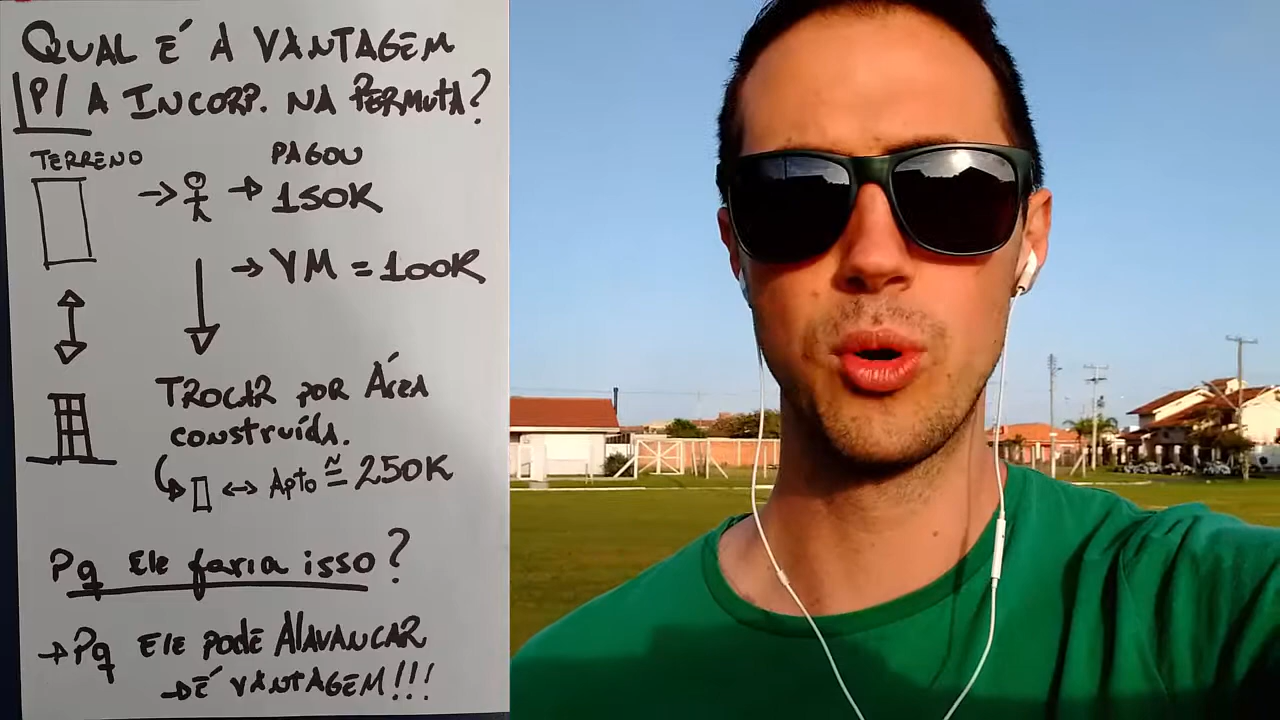 QUAL É A VANTAGEM
P/ A INCORP. NA PERMUTA?
TERRENO
PAGOU
150K
VM = 100K
TROCAR POR ÁREA
construída.
Apto ≅ 250K
Pq Ele faria isso?
→ Pq Ele PODE AlAVANCAR
→ É VANTAGEM!!!